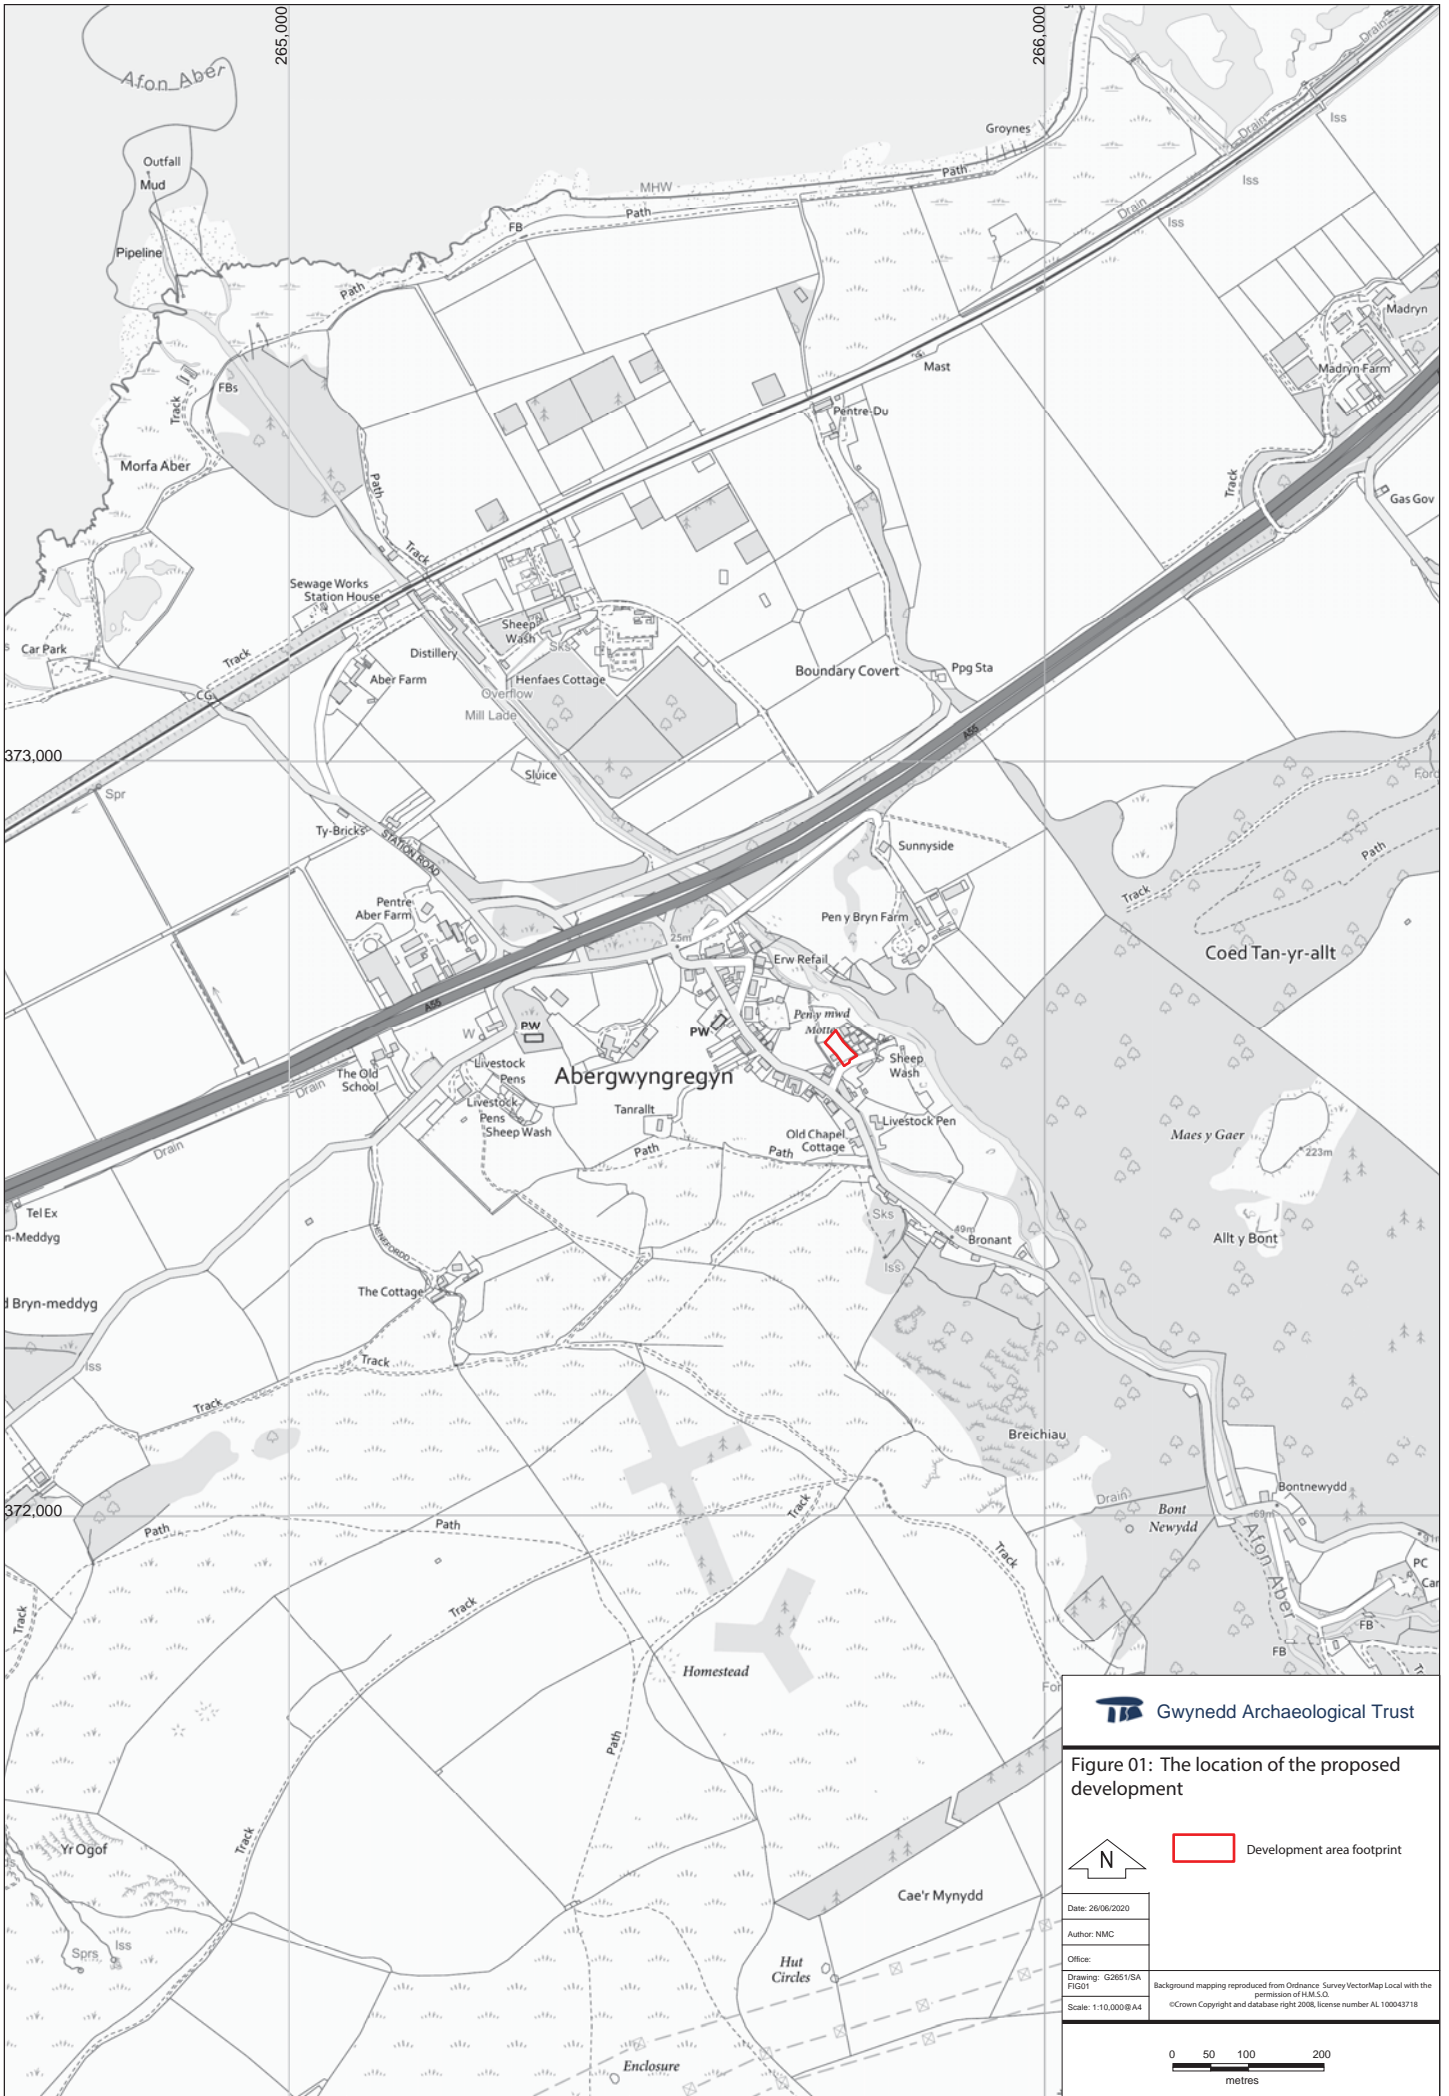 265,000
266,000
Afon Aber
Drain
Outfall
Mud
Pipeline
Groynes
Drain
Iss
MHW
Path
Path
Iss
Drain
Iss
FB
Path
Madryn
FBs
Track
Mast
Madryn Farm
Pentre-Du
Morfa Aber
Path
Track
Gas Gov
Track
Sewage Works
Station House
Sheep
Wash
Sks
Car Park
Track
Distillery
Aber Farm
Henfaes Cottage
Boundary Covert
Ppg Sta
CG
Overflow
Mill Lade
A55
373,000
Sluice
Spr
Ford
Ty-Bricks
STATION ROAD
Sunnyside
Path
Track
Pentre
Aber Farm
Pen y Bryn Farm
25m
Coed Tan-yr-allt
Erw Refail
A55
PW
W
Pen y mwd
Motte
PW
Sheep
Wash
The Old
School
Livestock
Pens
Abergwyngregyn
Drain
Livestock
Pens
Sheep Wash
Tanrallt
Livestock Pen
Old Chapel
Cottage
Maes y Gaer
223m
Drain
Path
Path
Tel Ex
n-Meddyg
Sks
49m
Bronant
Allt y Bont
HENFFORDD
Iss
The Cottage
d Bryn-meddyg
Iss
Track
Track
Breichiau
Track
Drain
Bontnewydd
372,000
Bont
Newydd
69m
91m
Path
Path
Track
Afon Aber
PC
Car
Track
Track
FB
FB
Homestead
For
Path
Yr Ogof
Track
Cae'r Mynydd
Sprs
Iss
Hut
Circles
Enclosure
Gwynedd Archaeological Trust
Figure 01: The location of the proposed
development
N
Development area footprint
Date: 26/06/2020
Author: NMC
Office:
Drawing: G2651/SA
FIG01
Scale: 1:10,000@A4
Background mapping reproduced from Ordnance Survey VectorMap Local with the
permission of H.M.S.O.
©Crown Copyright and database right 2008, license number AL 100043718
0 50 100 200
metres